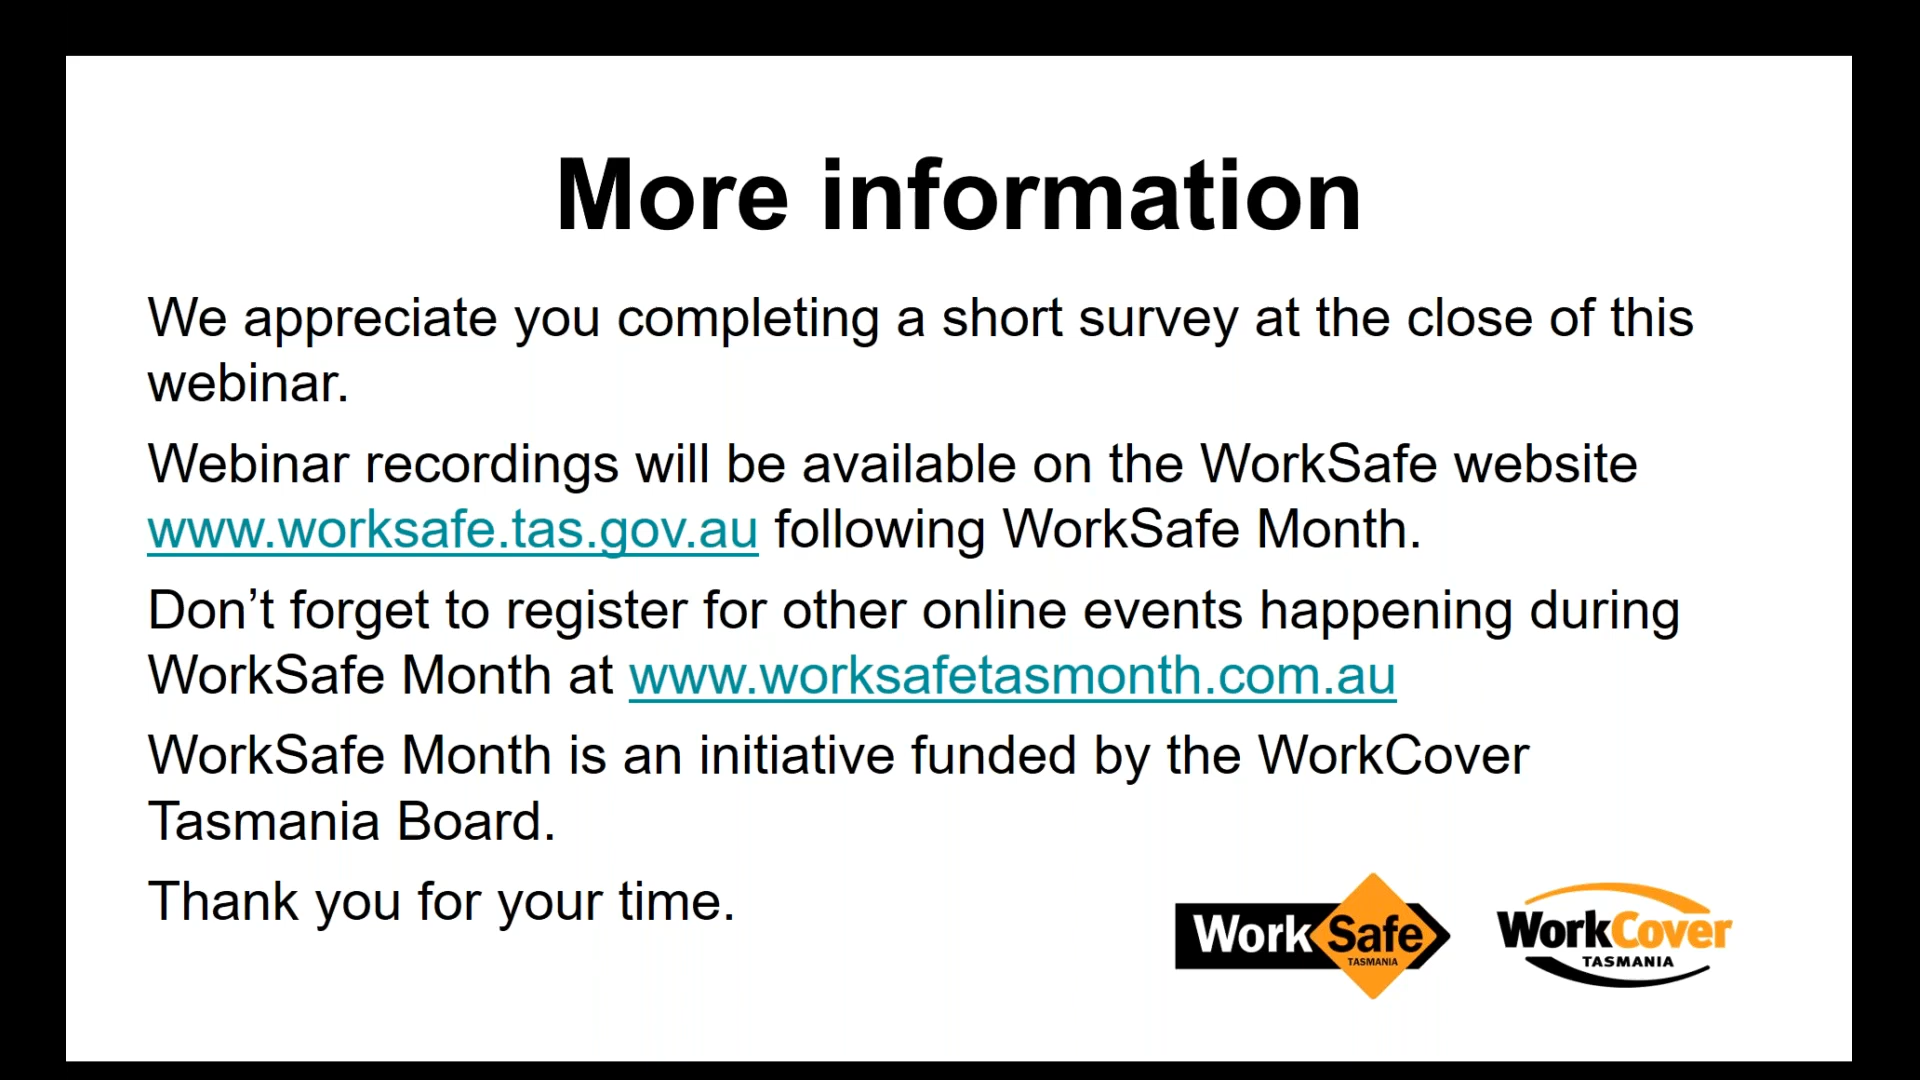 More information
We appreciate you completing a short survey at the close of this
webinar.
Webinar recordings will be available on the WorkSafe website
www.worksafe.tas.gov.au following WorkSafe Month.
Don’t forget to register for other online events happening during
WorkSafe Month at www.worksafetasmonth.com.au
WorkSafe Month is an initiative funded by the WorkCover
Tasmania Board.
Thank you for your time.
WorkSafe
TASMANIA
WorkCover
TASMANIA